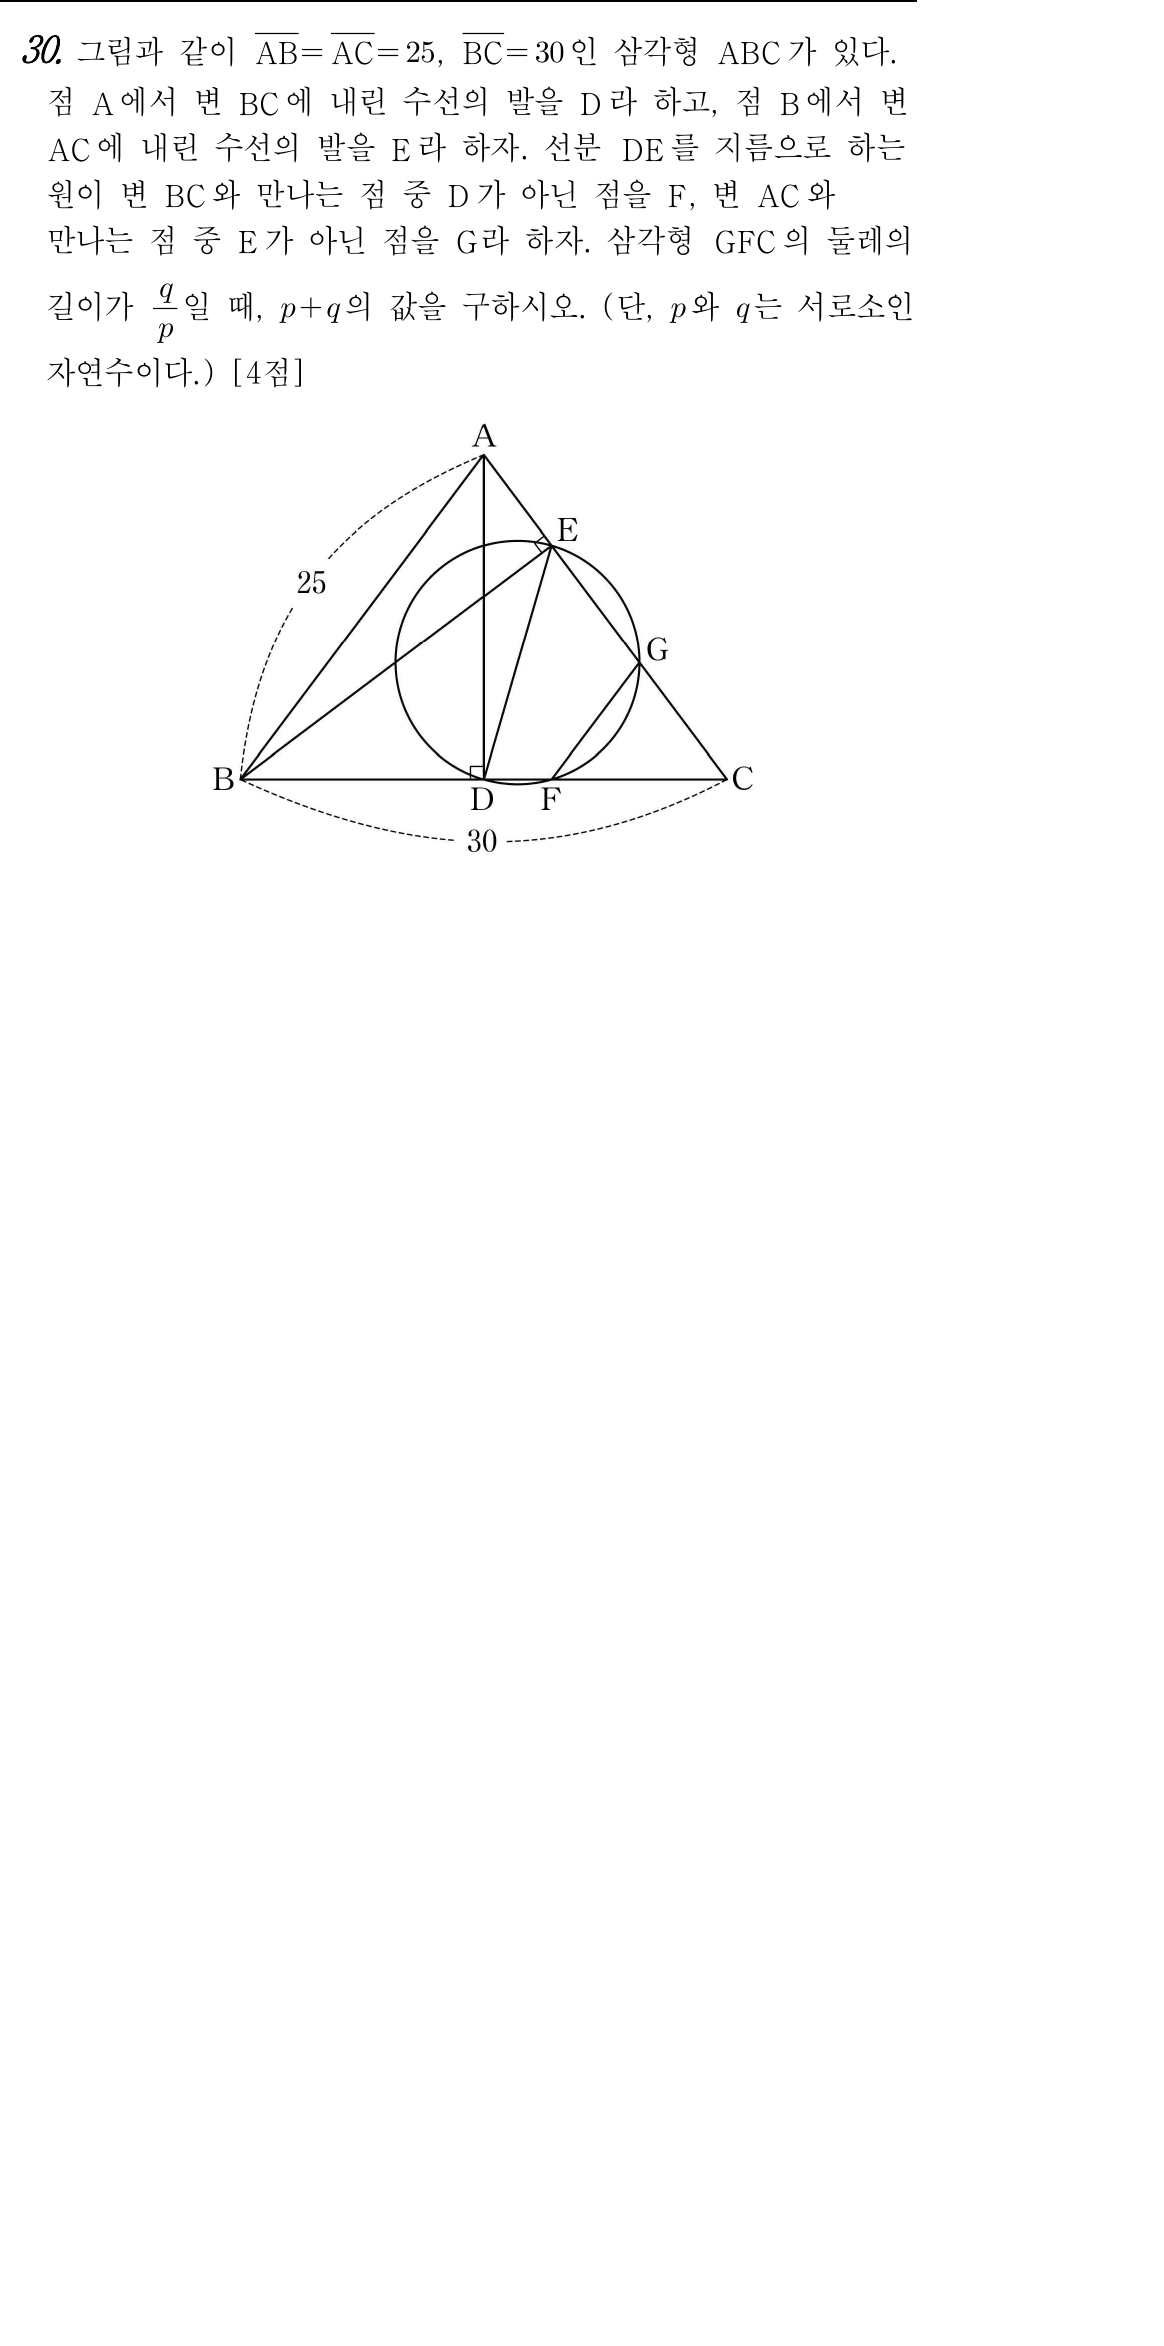 30. 그림과 같이 $\overline{AB}=\overline{AC}=25$, $\overline{BC}=30$인 삼각형 ABC가 있다.
점 A에서 변 BC에 내린 수선의 발을 D라 하고, 점 B에서 변
AC에 내린 수선의 발을 E라 하자. 선분 DE를 지름으로 하는
원이 변 BC와 만나는 점 중 D가 아닌 점을 F, 변 AC와
만나는 점 중 E가 아닌 점을 G라 하자. 삼각형 GFC의 둘레의
길이가 $\frac{q}{p}$일 때, $p+q$의 값을 구하시오. (단, $p$와 $q$는 서로소인
자연수이다.) [4점]
A
E
25
G
B
D
F
C
30